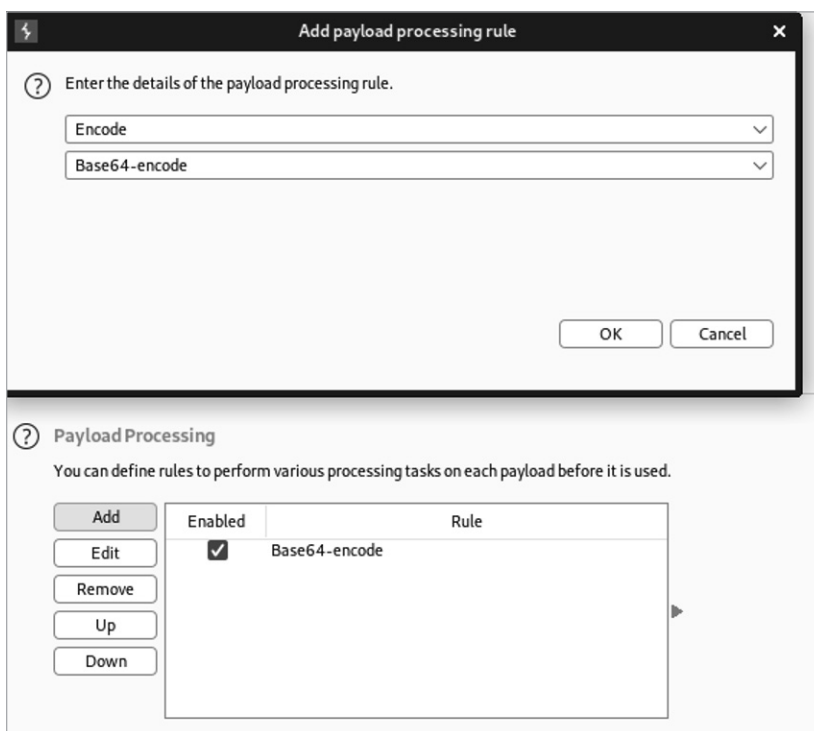 Add payload processing rule
Enter the details of the payload processing rule.
Encode
Base64-encode
OK Cancel
Payload Processing
You can define rules to perform various processing tasks on each payload before it is used.
Add
Enabled Rule
Edit
Base64-encode
Remove
Up
Down